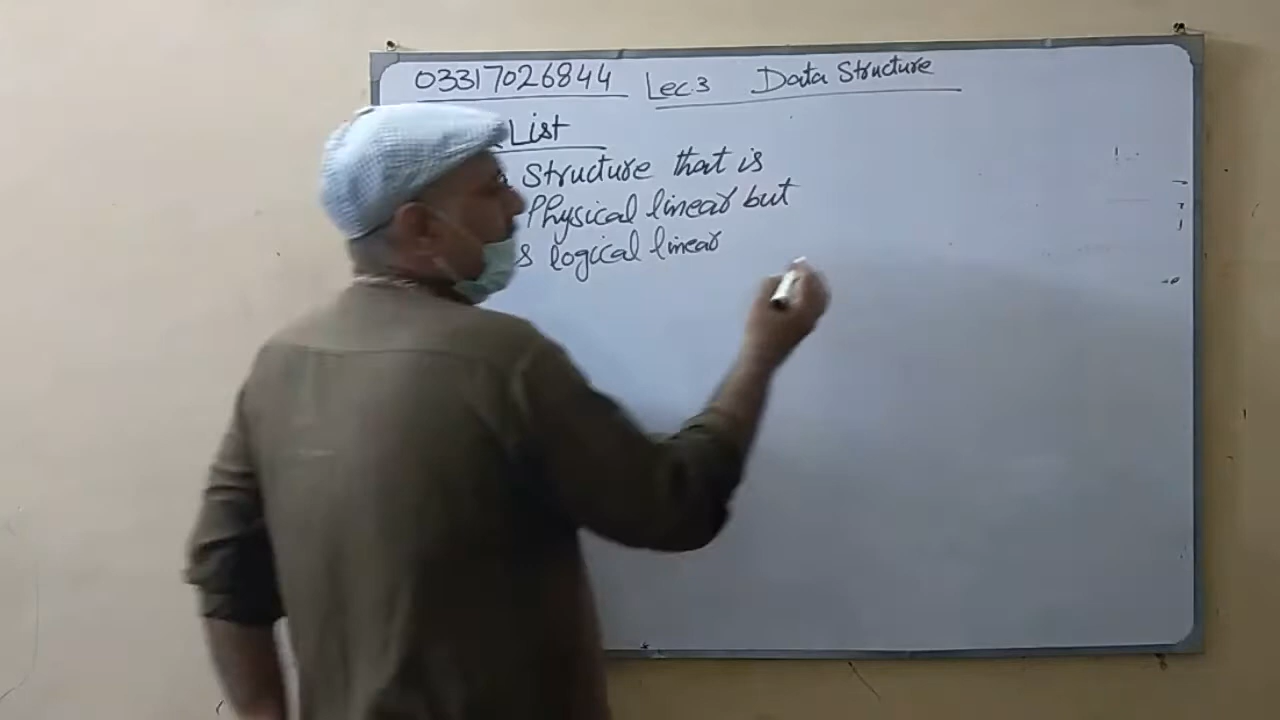 03317026844 Lec.3 Data Structure
List
Structure that is
Physical linear but
logical linear